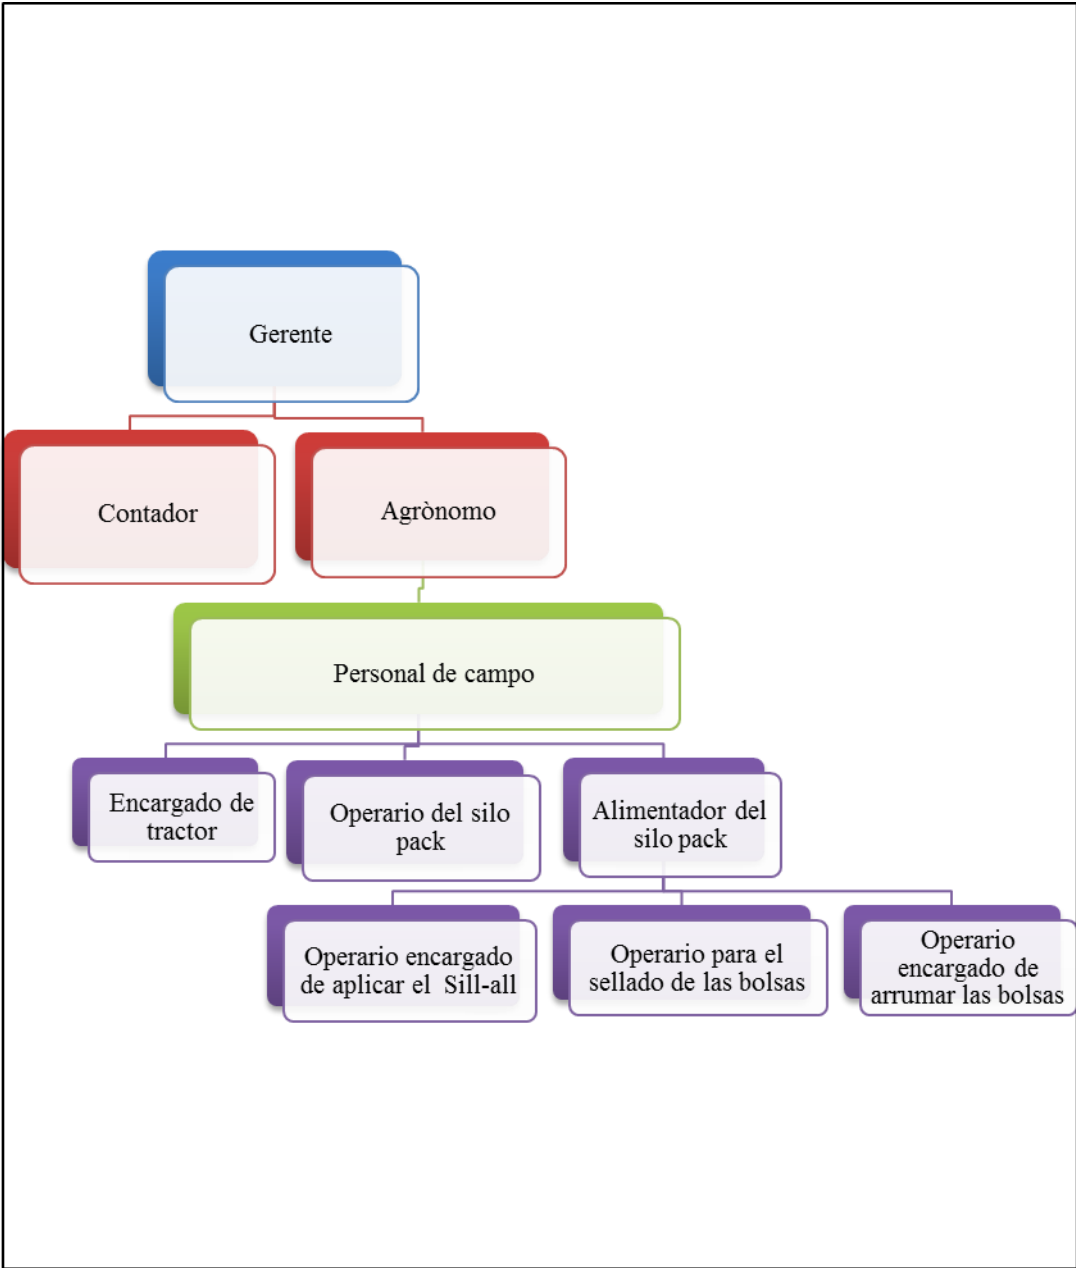 Gerente
Contador
Agrònomo
Personal de campo
Encargado de
tractor
Operario del silo
pack
Alimentador del
silo pack
Operario encargado
de aplicar el  Sill-all
Operario para el
sellado de las bolsas
Operario
encargado de
arrumar las bolsas